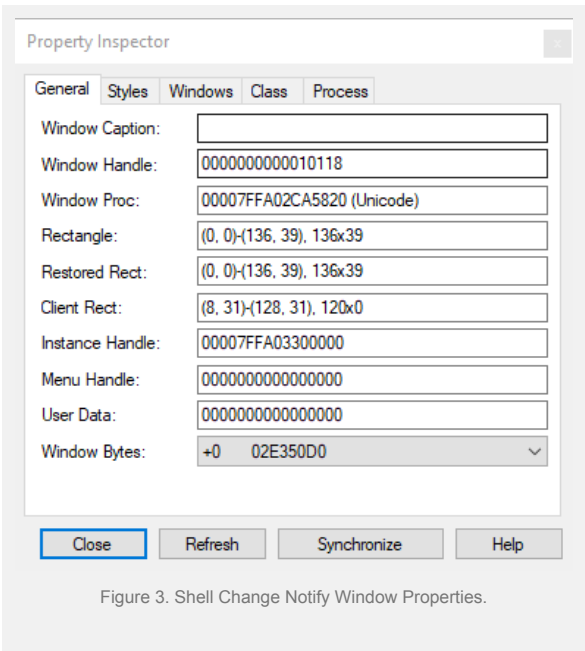 Property Inspector
x
General Styles Windows Class Process
Window Caption:
Window Handle: 0000000000010118
Window Proc: 00007FFA02CA5820 (Unicode)
Rectangle: (0, 0)-(136, 39), 136x39
Restored Rect: (0, 0)-(136, 39), 136x39
Client Rect: (8, 31)-(128, 31), 120x0
Instance Handle: 00007FFA03300000
Menu Handle: 0000000000000000
User Data: 0000000000000000
Window Bytes: +0 02E350D0
Close Refresh Synchronize Help
Figure 3. Shell Change Notify Window Properties.